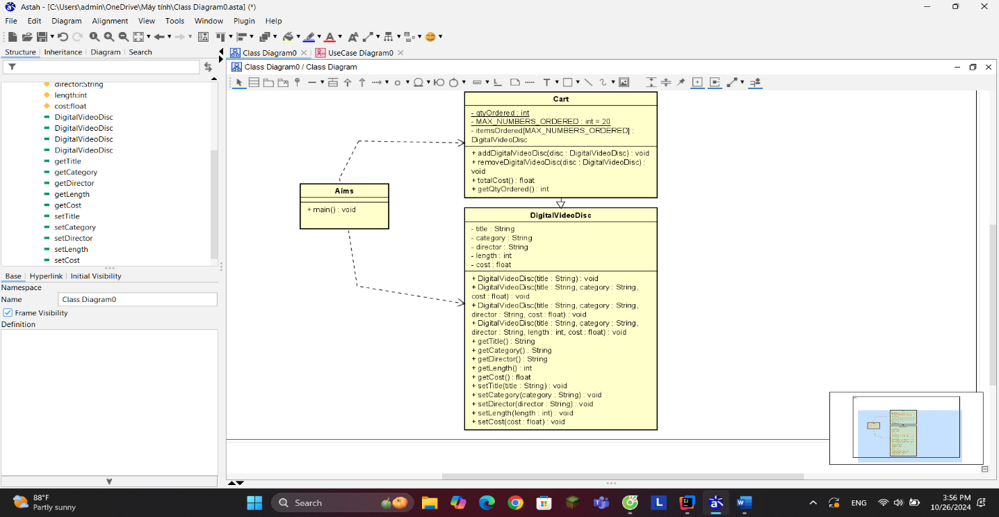 Astah - [C:\Users\admin\OneDrive\Máy tính\Class Diagram0.asta] (*)
File Edit Diagram Alignment View Tools Window Plugin Help
Structure Inheritance Diagram Search
Class Diagram0 UseCase Diagram0
Class Diagram0 / Class Diagram
director:String
length:int
cost:float
DigitalVideoDisc
DigitalVideoDisc
DigitalVideoDisc
DigitalVideoDisc
getTitle
getCategory
getDirector
getLength
getCost
setTitle
setCategory
setDirector
setLength
setCost
Base Hyperlink Initial Visibility
Namespace
Name Class Diagram0
Frame Visibility
Definition
Cart
- qtyOrdered : int
- MAX_NUMBERS_ORDERED : int = 20
- itemsOrdered[MAX_NUMBERS_ORDERED] :
DigitalVideoDisc
+ addDigitalVideoDisc(disc : DigitalVideoDisc) : void
+ removeDigitalVideoDisc(disc : DigitalVideoDisc) :
void
+ totalCost() : float
+ getQtyOrdered() : int
Aims
+ main() : void
DigitalVideoDisc
- title : String
- category : String
- director : String
- length : int
- cost : float
+ DigitalVideoDisc(title : String) : void
+ DigitalVideoDisc(title : String, category : String,
cost : float) : void
+ DigitalVideoDisc(title : String, category : String,
director : String, cost : float) : void
+ DigitalVideoDisc(title : String, category : String,
director : String, length : int, cost : float) : void
+ getTitle() : String
+ getCategory() : String
+ getDirector() : String
+ getLength() : int
+ getCost() : float
+ setTitle(title : String) : void
+ setCategory(category : String) : void
+ setDirector(director : String) : void
+ setLength(length : int) : void
+ setCost(cost : float) : void
88°F
Partly sunny
Search
ENG
3:56 PM
10/26/2024